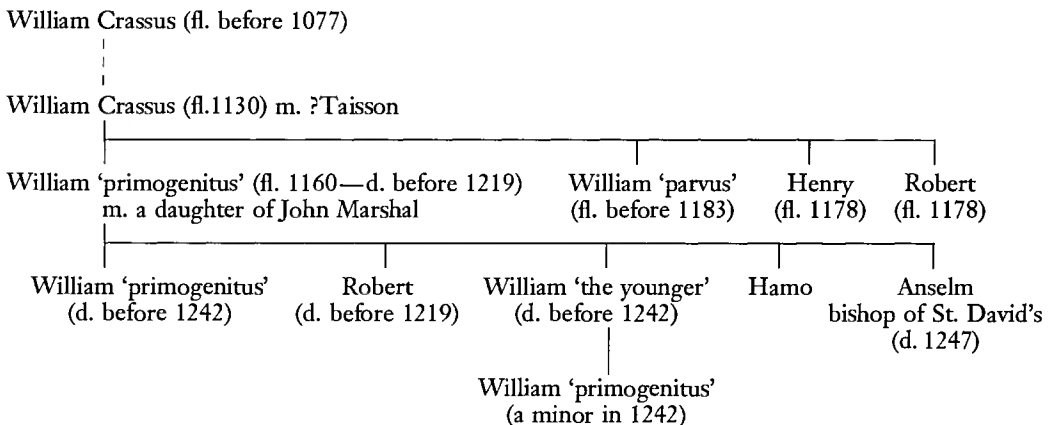 William Crassus (fl. before 1077)
William Crassus (fl.1130) m. ?Taisson
William ‘primogenitus’ (fl. 1160—d. before 1219) William ‘parvus’ Henry Robert
m. a daughter of John Marshal (fl. before 1183) (fl. 1178) (fl. 1178)
William ‘primogenitus’ Robert William ‘the younger’ Hamo Anselm
(d. before 1242) (d. before 1219) (d. before 1242) bishop of St. David's
(d. 1247)
William ‘primogenitus’
(a minor in 1242)